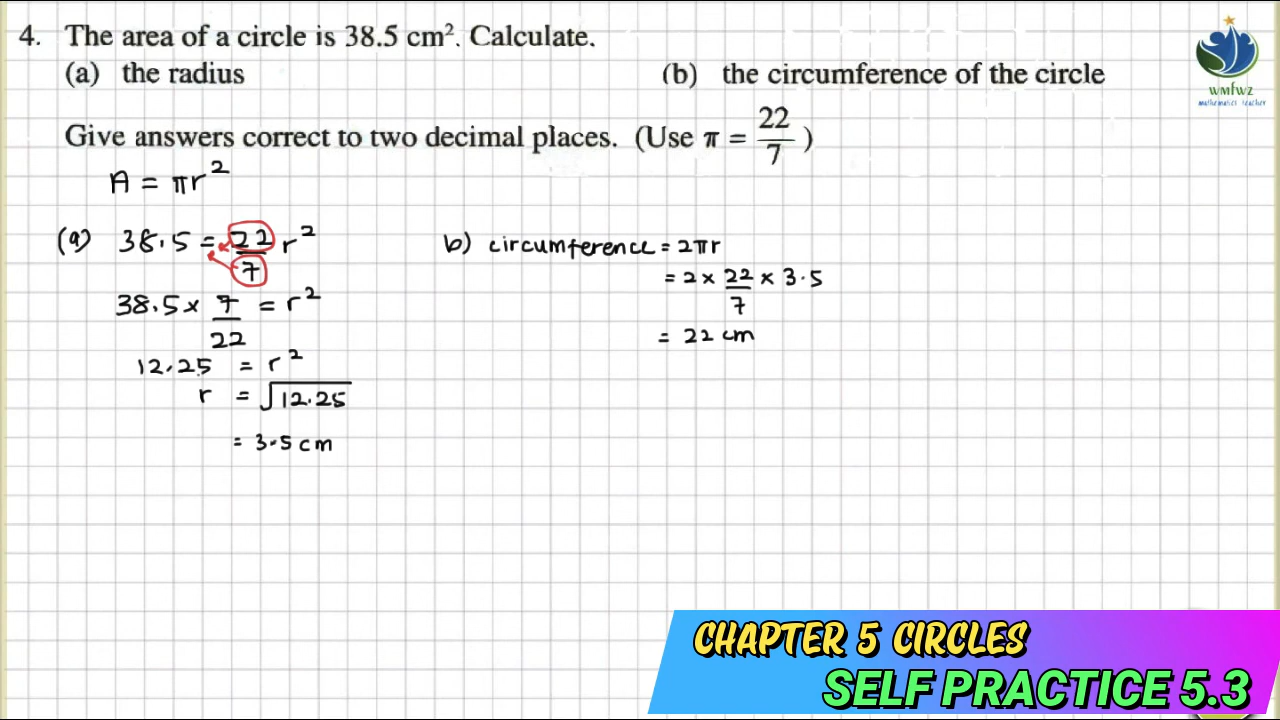 4. The area of a circle is 38.5 cm². Calculate.
(a) the radius (b) the circumference of the circle
Give answers correct to two decimal places. (Use π = 22/7)
A = πr²
(a) 38.5 = 22/7 r²
38.5 × 7/22 = r²
12.25 = r²
r = √12.25
= 3.5 cm
b) circumference = 2πr
= 2 × 22/7 × 3.5
= 22 cm
WMFWZ
mathematics teacher
CHAPTER 5 CIRCLES
SELF PRACTICE 5.3